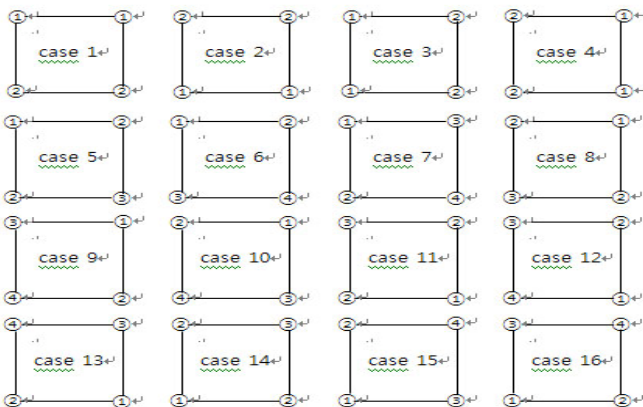 ① ① ② ② ① ② ② ①
case 1 case 2 case 3 case 4
② ② ① ① ① ② ② ①
① ② ① ② ① ③ ② ①
case 5 case 6 case 7 case 8
② ③ ③ ④ ② ④ ③ ②
③ ① ② ① ③ ② ③ ②
case 9 case 10 case 11 case 12
④ ② ④ ③ ② ① ④ ①
④ ③ ② ③ ② ④ ③ ④
case 13 case 14 case 15 case 16
② ① ① ② ① ③ ① ②